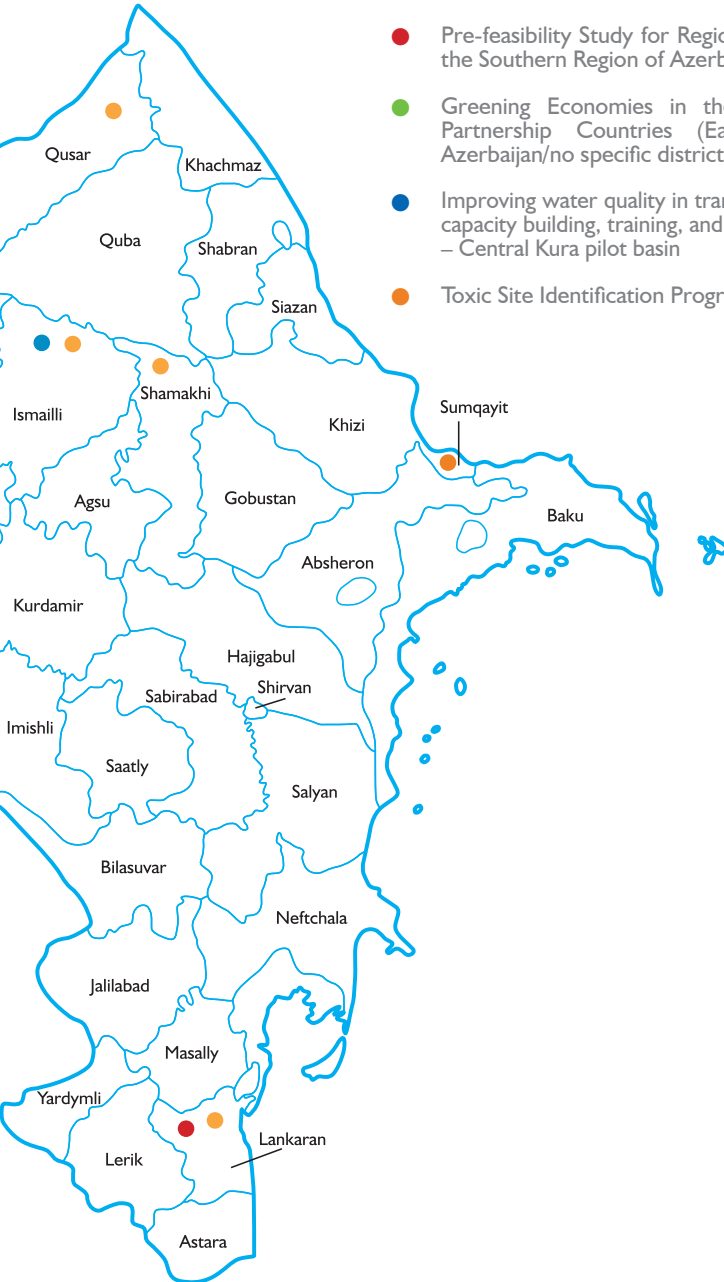 Pre-feasibility Study for Regio
the Southern Region of Azerb
Greening Economies in the
Partnership Countries (Ea
Azerbaijan/no specific district
Improving water quality in tran
capacity building, training, and
– Central Kura pilot basin
Toxic Site Identification Progr
Qusar
Khachmaz
Quba
Shabran
Siazan
Shamakhi
Ismailli
Khizi
Sumqayit
Agsu
Gobustan
Baku
Absheron
Kurdamir
Hajigabul
Shirvan
Sabirabad
Imishli
Saatly
Salyan
Bilasuvar
Neftchala
Jalilabad
Masally
Yardymli
Lankaran
Lerik
Astara